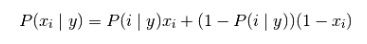 P(x_i | y) = P(i | y)x_i + (1 − P(i | y))(1 − x_i)